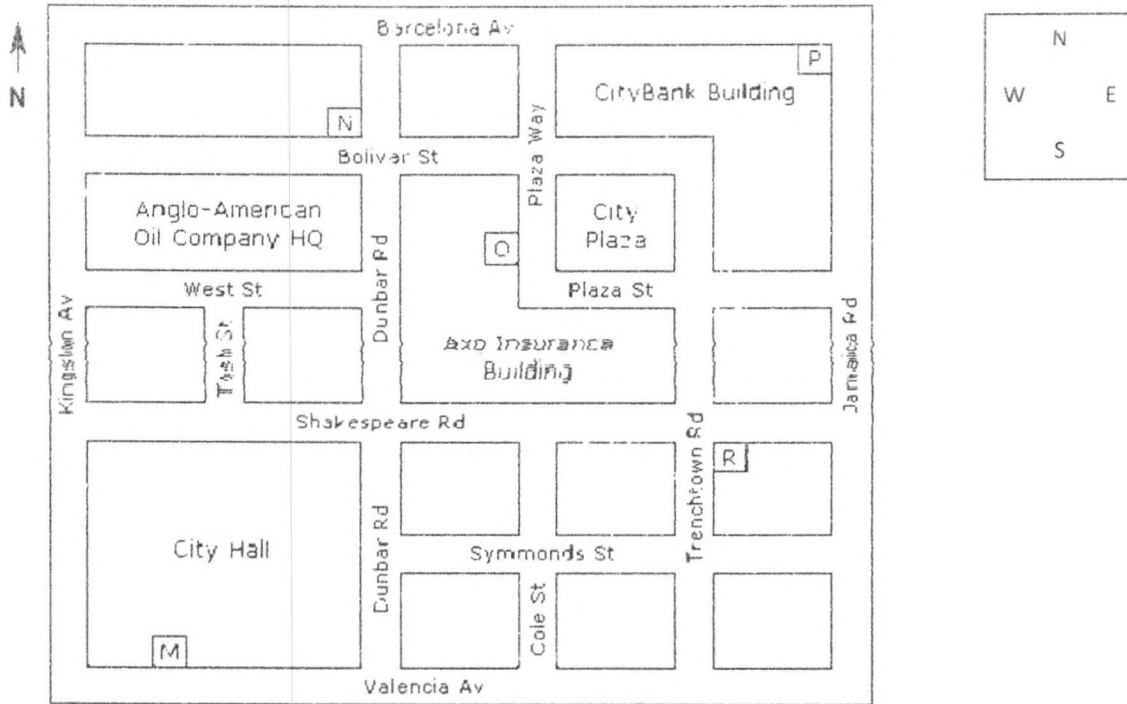 Barcelona Av
N
P
CityBank Building
N
W
E
S
N
Bolivar St
Plaza Way
Anglo-American
Oil Company HQ
City
Plaza
O
Dunbar Rd
West St
Plaza St
Kingston Av
Tosh St
Axo Insurance
Building
Jamaica Rd
Shakespeare Rd
Trenchtown Rd
R
City Hall
Dunbar Rd
Symmonds St
Cole St
M
Valencia Av